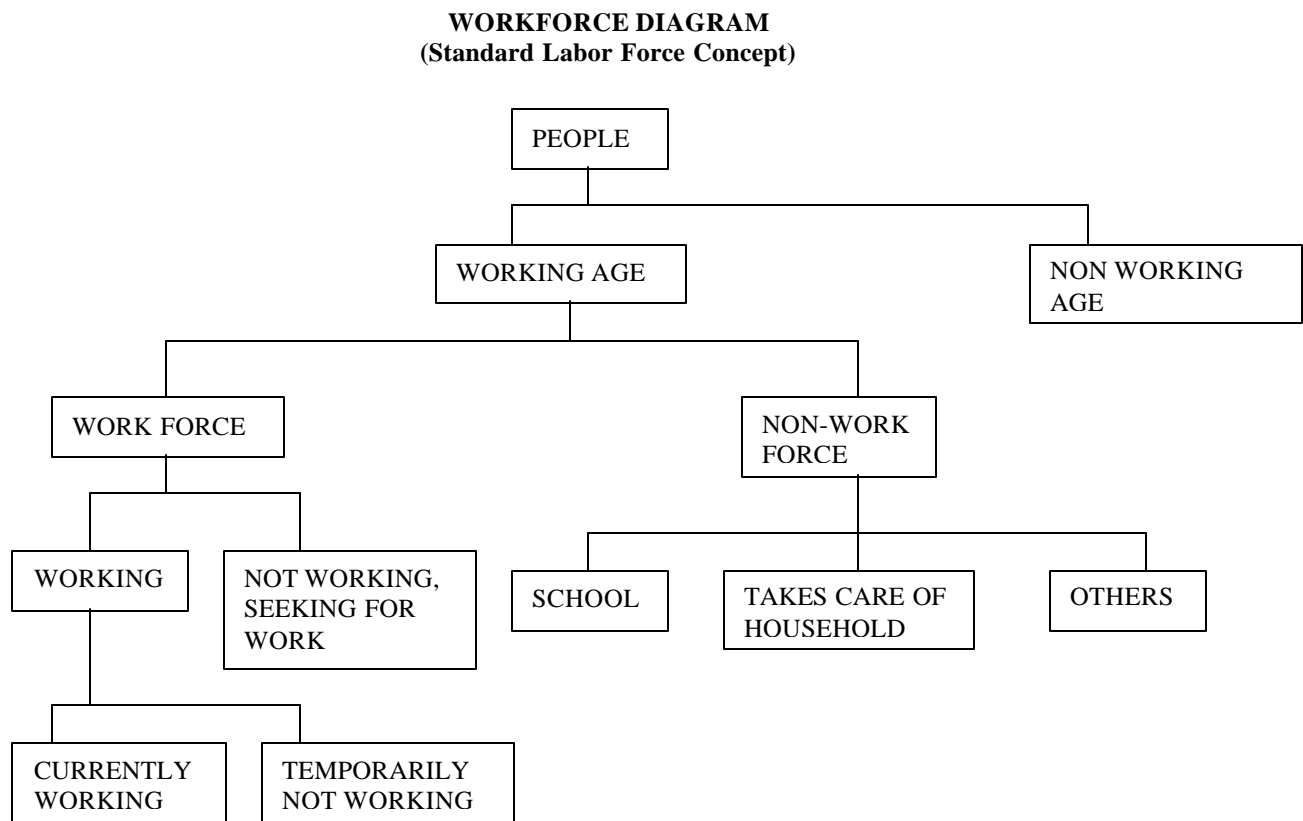 WORKFORCE DIAGRAM
(Standard Labor Force Concept)
PEOPLE
WORKING AGE
NON WORKING
AGE
WORK FORCE
NON-WORK
FORCE
WORKING
NOT WORKING,
SEEKING FOR
WORK
SCHOOL
TAKES CARE OF
HOUSEHOLD
OTHERS
CURRENTLY
WORKING
TEMPORARILY
NOT WORKING